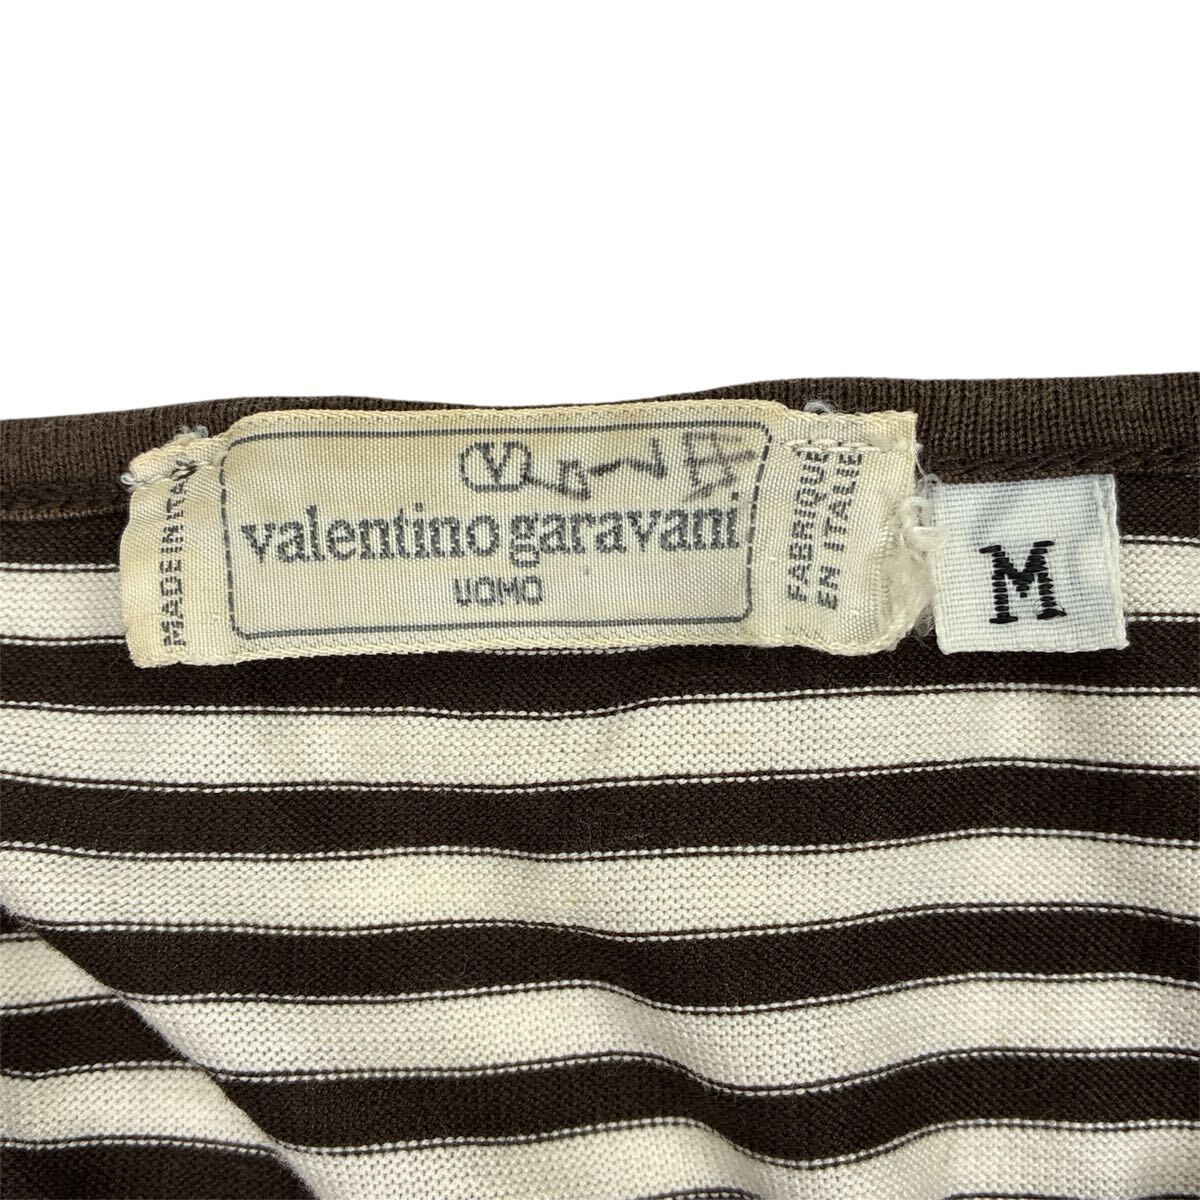 MADE IN ITALY
V
valentino garavani
UOMO
FABRIQUE
EN ITALIE
M